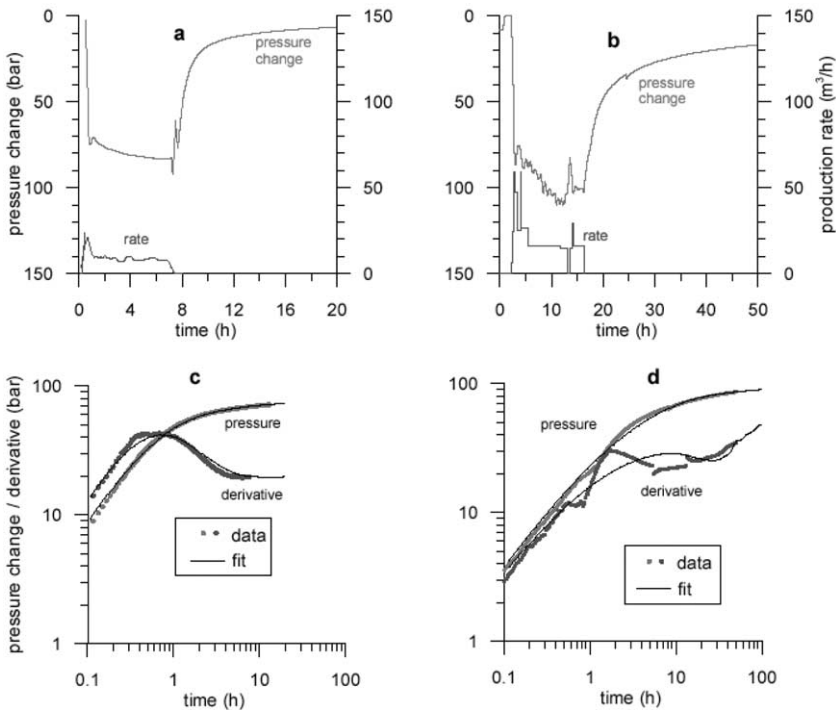 a
b
0
50
100
150
pressure change (bar)
pressure
change
rate
150
100
50
0
0 4 8 12 16 20
time (h)
0
50
100
150
pressure
change
rate
150
100
50
0
production rate (m³/h)
0 10 20 30 40 50
time (h)
c
100
10
1
pressure change / derivative (bar)
pressure
derivative
data
fit
0.1 1 10 100
time (h)
d
100
10
1
pressure
derivative
data
fit
0.1 1 10 100
time (h)